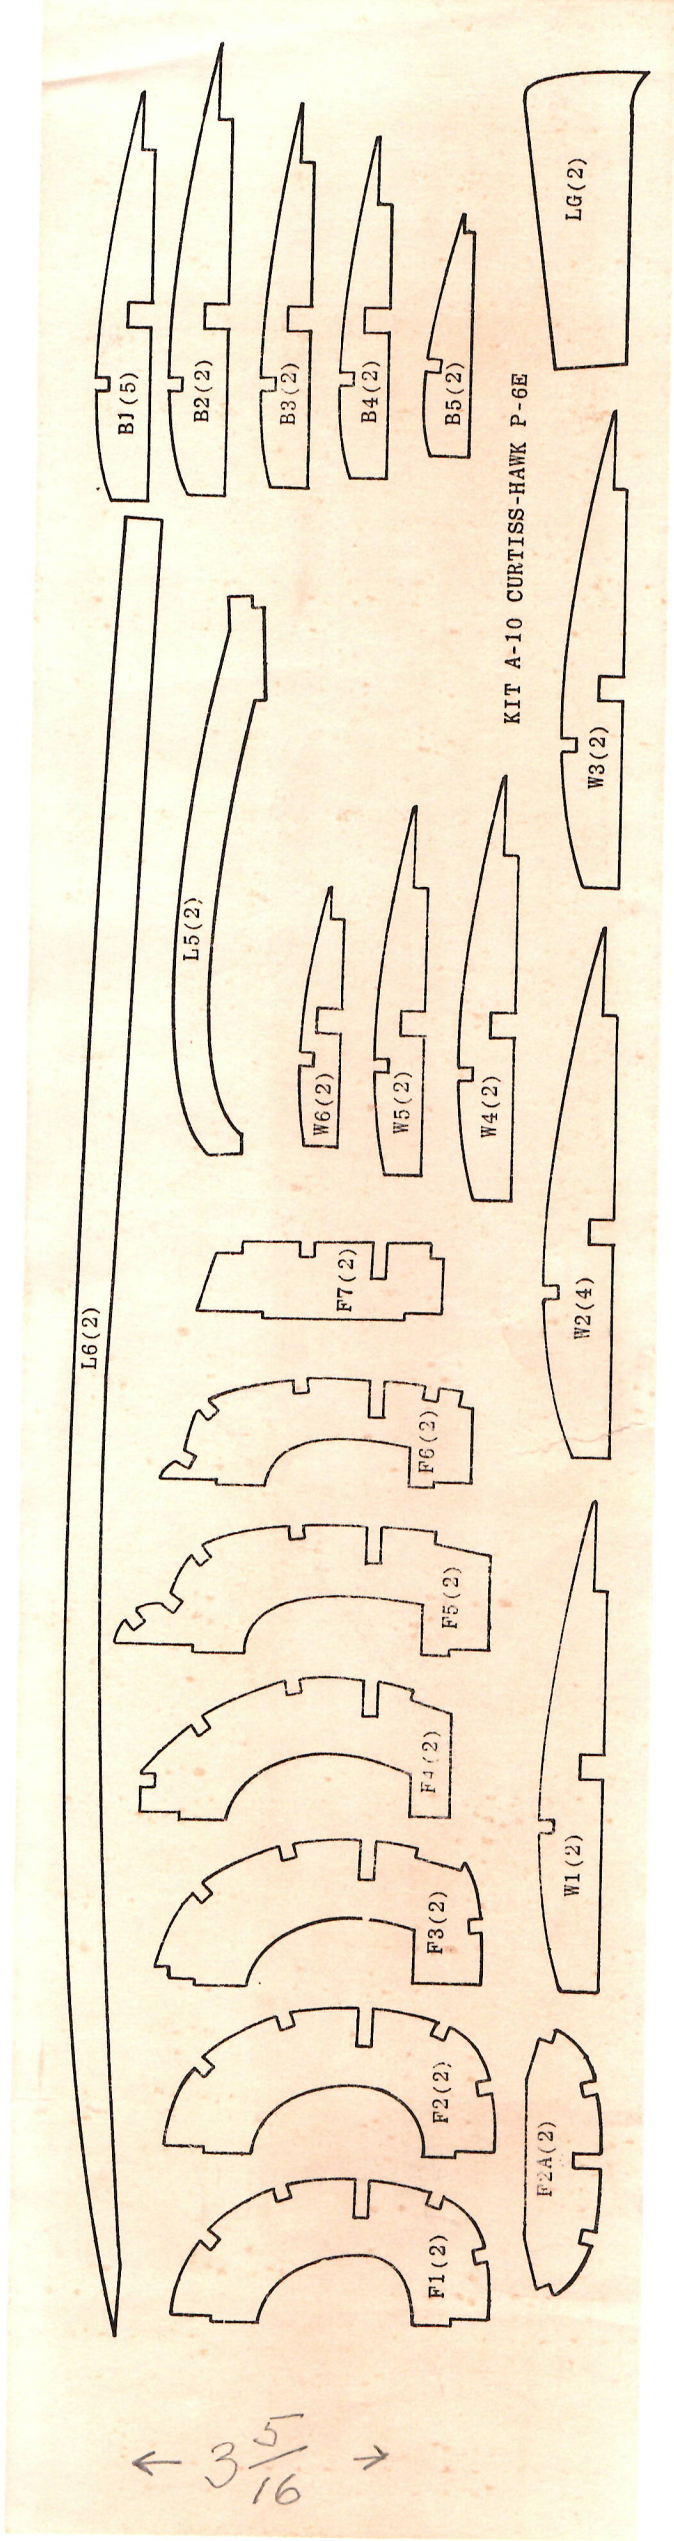 B1(5)
B2(2)
B3(2)
B4(2)
B5(2)
LG(2)
KIT A-10 CURTISS-HAWK P-6E
L6(2)
L5(2)
W6(2)
W5(2)
W4(2)
W3(2)
W2(4)
W1(2)
F7(2)
F6(2)
F5(2)
F4(2)
F3(2)
F2(2)
F1(2)
F2A(2)
← 3 5/16 →